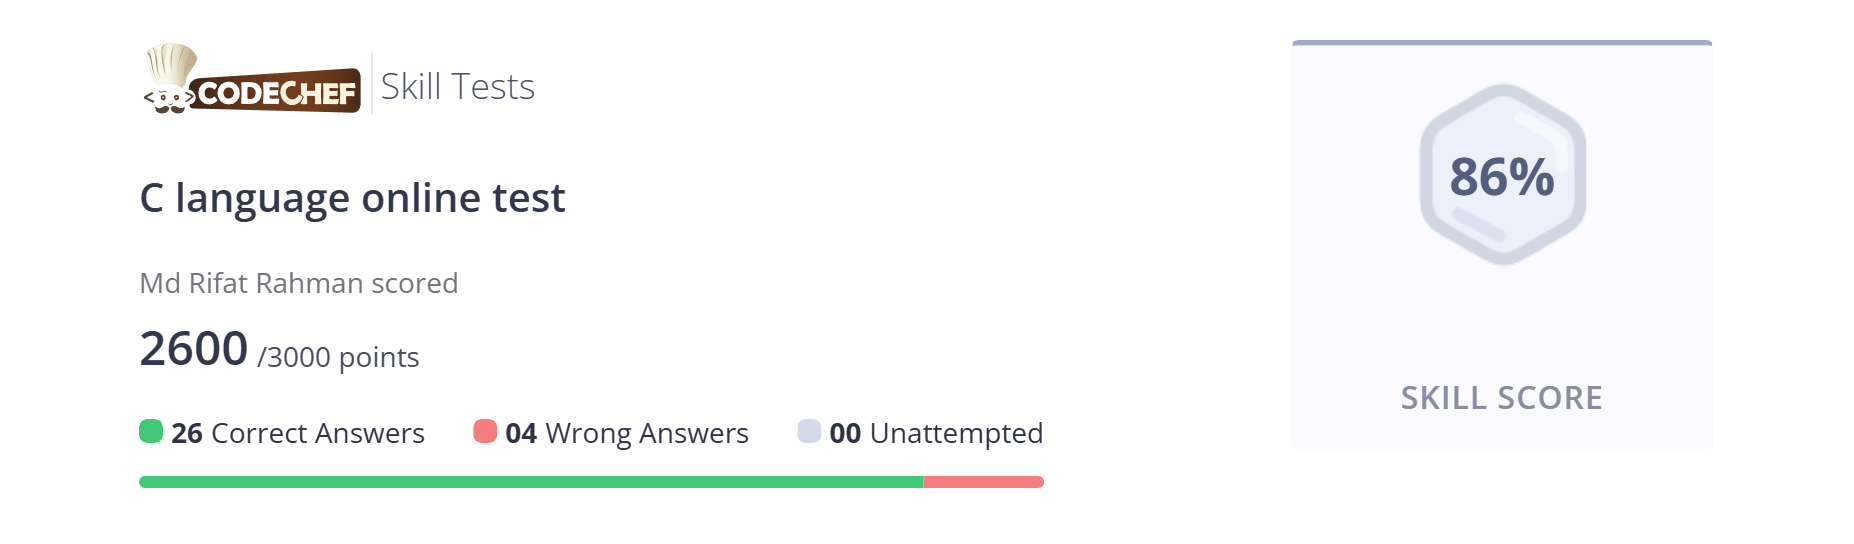 CODECHEF Skill Tests
C language online test
Md Rifat Rahman scored
2600 /3000 points
26 Correct Answers 04 Wrong Answers 00 Unattempted
86%
SKILL SCORE